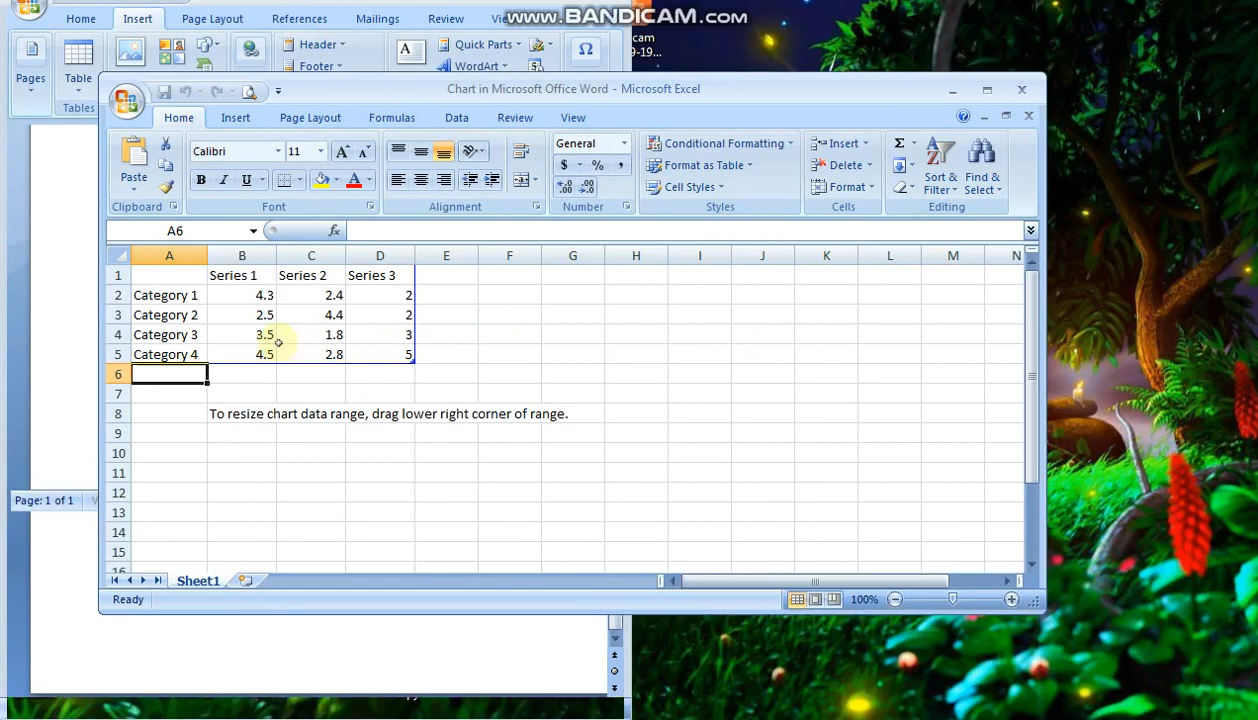 Home Insert Page Layout References Mailings Review
www.BANDICAM.com
cam
9-19...
Pages
Table
Tables
Header
Footer
A
Quick Parts
WordArt
Ω
Chart in Microsoft Office Word - Microsoft Excel
Home Insert Page Layout Formulas Data Review View
Paste
Clipboard
Calibri 11
B I U
Font
Alignment
General
$ % ,
Number
Conditional Formatting
Format as Table
Cell Styles
Styles
Insert
Delete
Format
Cells
Σ
Sort & Filter
Find & Select
Editing
A6
fx
A B C D E F G H I J K L M N
1 Series 1 Series 2 Series 3
2 Category 1 4.3 2.4 2
3 Category 2 2.5 4.4 2
4 Category 3 3.5 1.8 3
5 Category 4 4.5 2.8 5
6
7
8 To resize chart data range, drag lower right corner of range.
9
10
11
12
13
14
15
16
Sheet1
Ready
100%
Page: 1 of 1